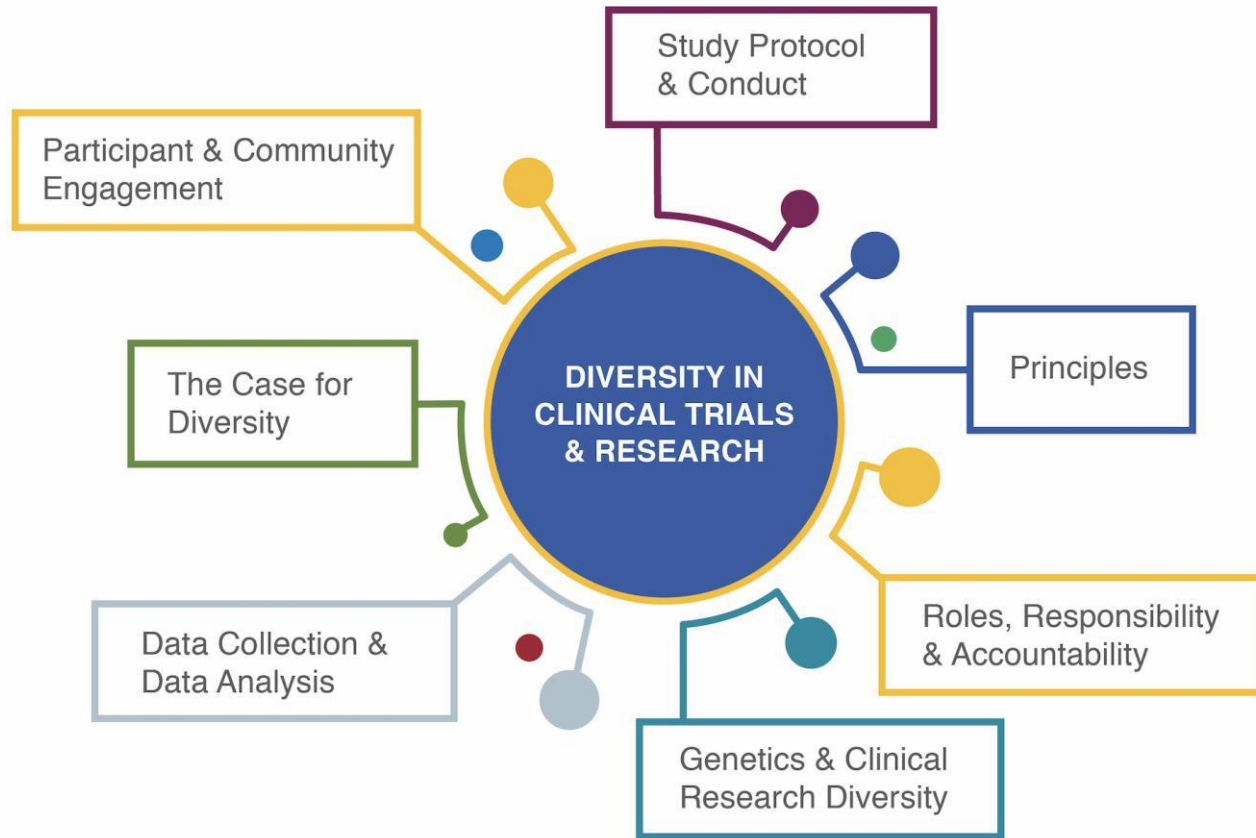 Study Protocol
& Conduct
Participant & Community
Engagement
Principles
The Case for
Diversity
DIVERSITY IN
CLINICAL TRIALS
& RESEARCH
Roles, Responsibility
& Accountability
Data Collection &
Data Analysis
Genetics & Clinical
Research Diversity